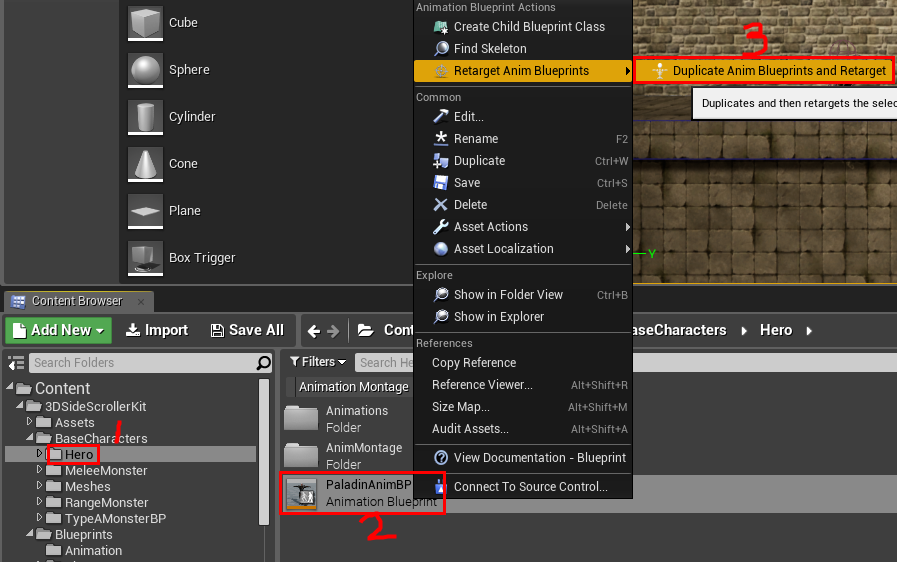 Cube
Sphere
Cylinder
Cone
Plane
Box Trigger
Animation Blueprint Actions
Create Child Blueprint Class
Find Skeleton
Retarget Anim Blueprints
3
Duplicate Anim Blueprints and Retarget
Duplicates and then retargets the selec
Common
Edit...
Rename F2
Duplicate Ctrl+W
Save Ctrl+S
Delete Delete
Asset Actions
Asset Localization
Y
Explore
Show in Folder View Ctrl+B
Show in Explorer
References
Copy Reference
Reference Viewer... Alt+Shift+R
Size Map... Alt+Shift+M
Audit Assets... Alt+Shift+A
View Documentation - Blueprint
Connect To Source Control...
Content Browser
Add New Import Save All Cont aseCharacters Hero
Search Folders
Filters Search He
Content
3DSideScrollerKit
Assets
BaseCharacters
1
Hero
MeleeMonster
Meshes
RangeMonster
TypeAMonsterBP
Blueprints
Animation
Animation Montage
Animations
Folder
AnimMontage
Folder
PaladinAnimBP
Animation Blueprint
2